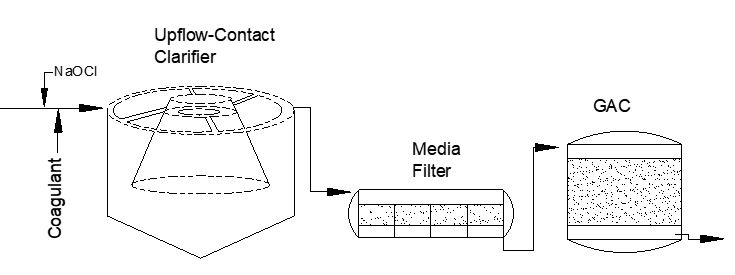 Upflow-Contact
Clarifier
NaOCl
Coagulant
Media
Filter
GAC